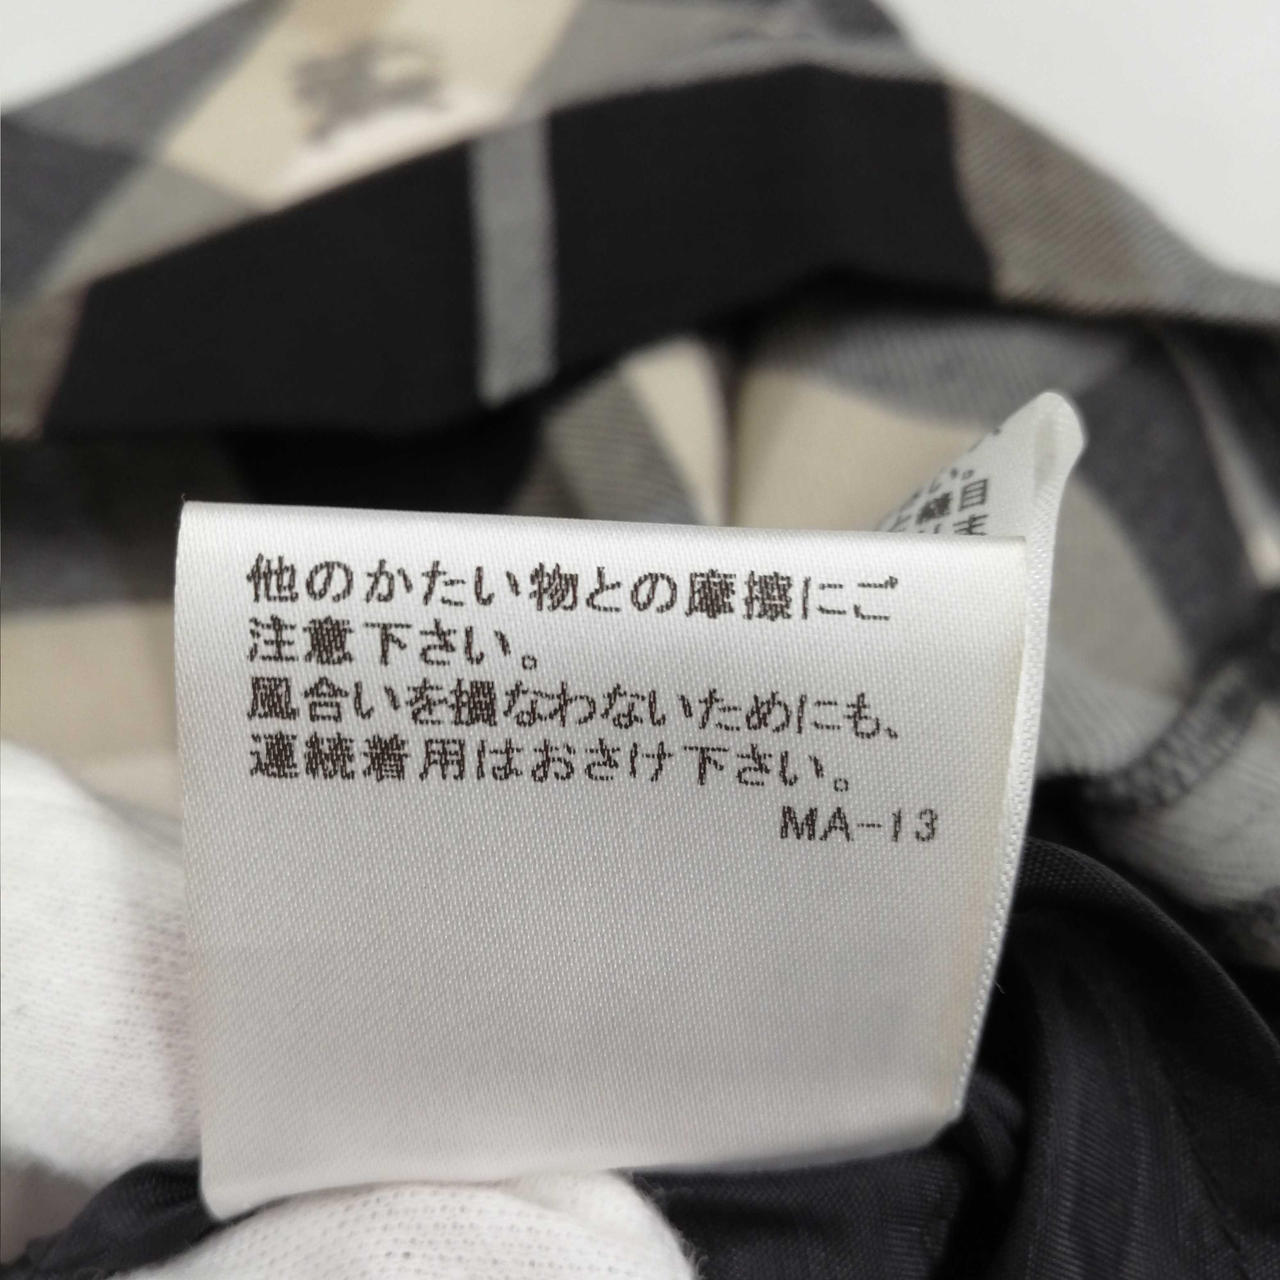 他のかたい物との摩擦にご
注意下さい。
風合いを損なわないためにも、
連続着用はおさけ下さい。
MA-13